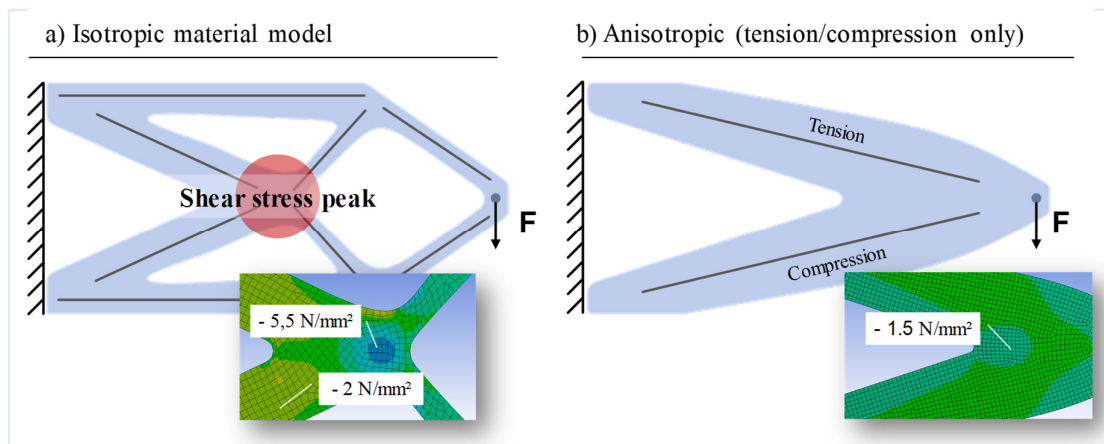 a) Isotropic material model
b) Anisotropic (tension/compression only)
Shear stress peak
F
- 5,5 N/mm²
- 2 N/mm²
Tension
Compression
F
- 1.5 N/mm²